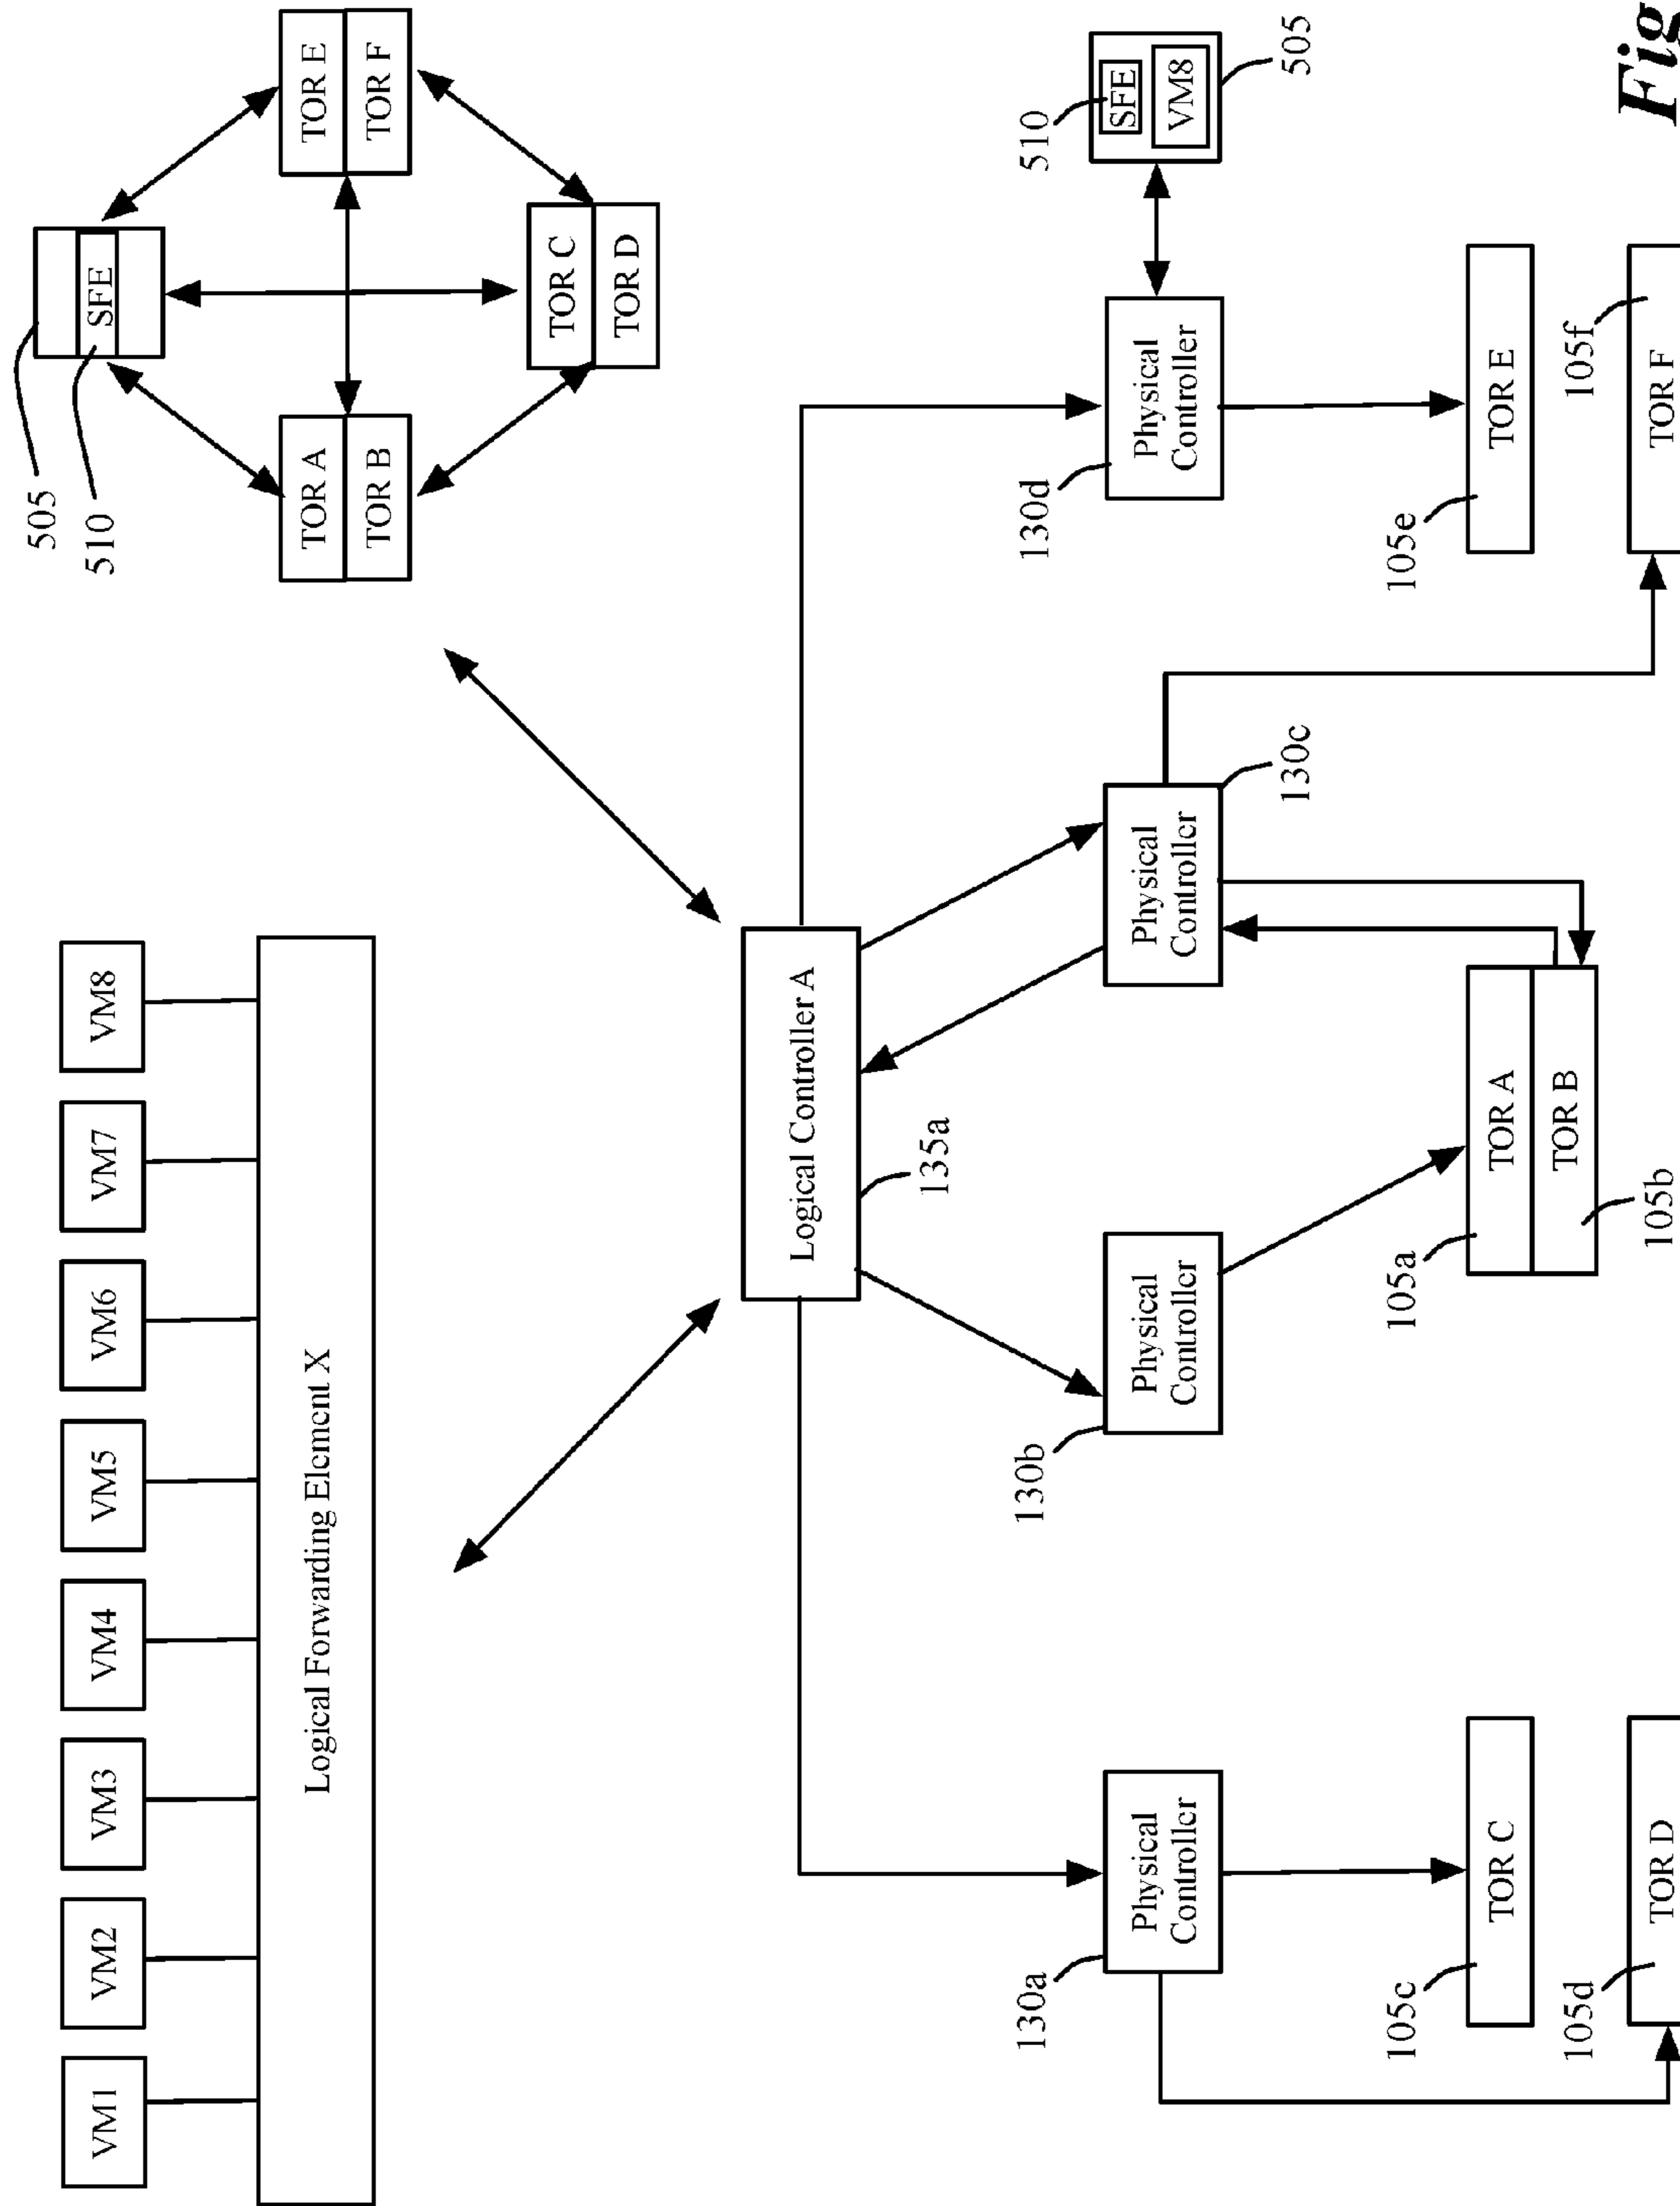 VM1
VM2
VM3
VM4
VM5
VM6
VM7
VM8
Logical Forwarding Element X
505
510
SFE
TOR A
TOR B
TOR E
TOR F
TOR C
TOR D
Logical Controller A
135a
Physical
Controller
130a
Physical
Controller
130b
Physical
Controller
130c
Physical
Controller
130d
510
SFE
VM8
505
TOR C
105c
TOR D
105d
TOR A
TOR B
105a
105b
TOR E
105e
TOR F
105f
Fig